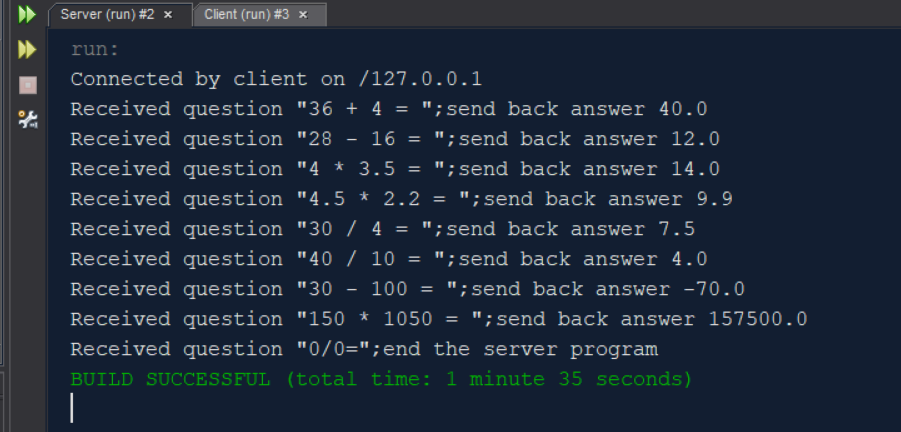 Server (run) #2 × Client (run) #3 ×
run:
Connected by client on /127.0.0.1
Received question "36 + 4 = ";send back answer 40.0
Received question "28 - 16 = ";send back answer 12.0
Received question "4 * 3.5 = ";send back answer 14.0
Received question "4.5 * 2.2 = ";send back answer 9.9
Received question "30 / 4 = ";send back answer 7.5
Received question "40 / 10 = ";send back answer 4.0
Received question "30 - 100 = ";send back answer -70.0
Received question "150 * 1050 = ";send back answer 157500.0
Received question "0/0=";end the server program
BUILD SUCCESSFUL (total time: 1 minute 35 seconds)